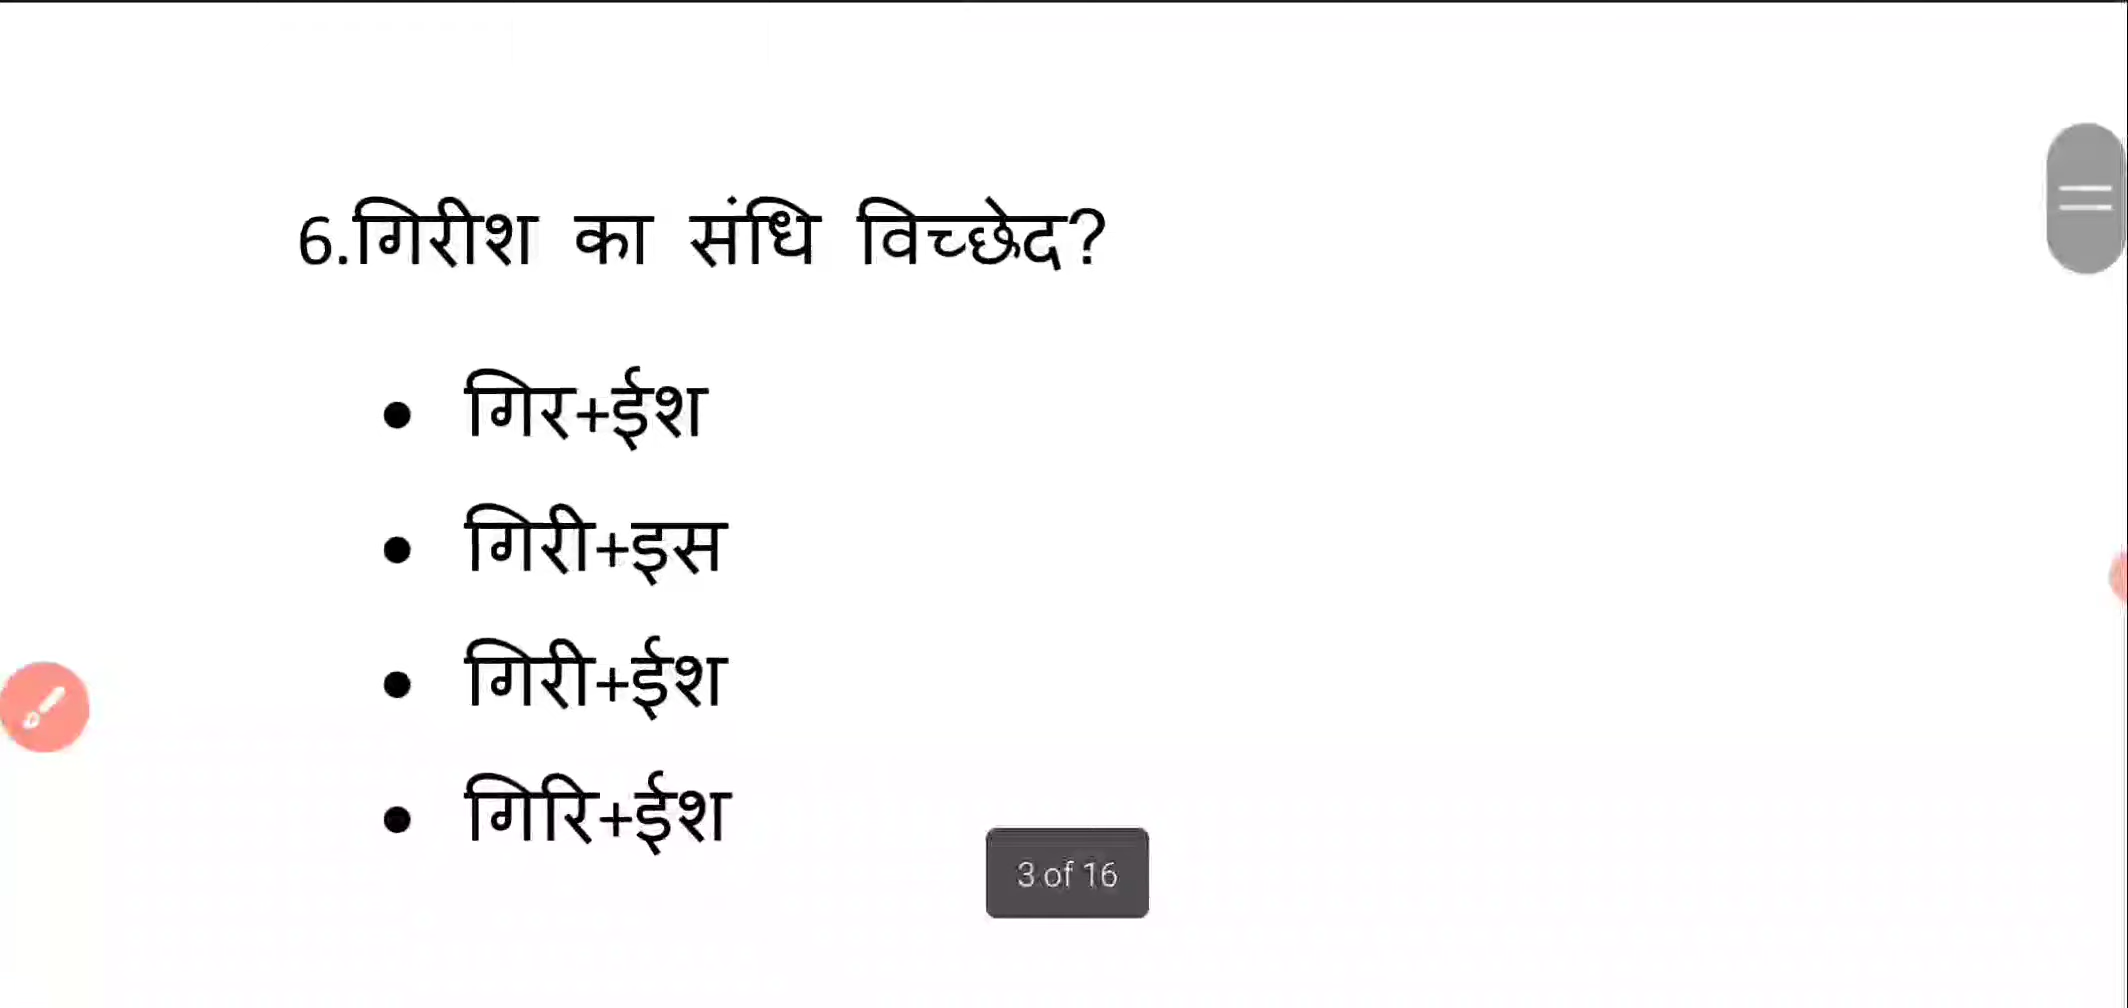 6.गिरीश का संधि विच्छेद?
• गिर+ईश
• गिरी+इस
• गिरी+ईश
• गिरि+ईश
3 of 16